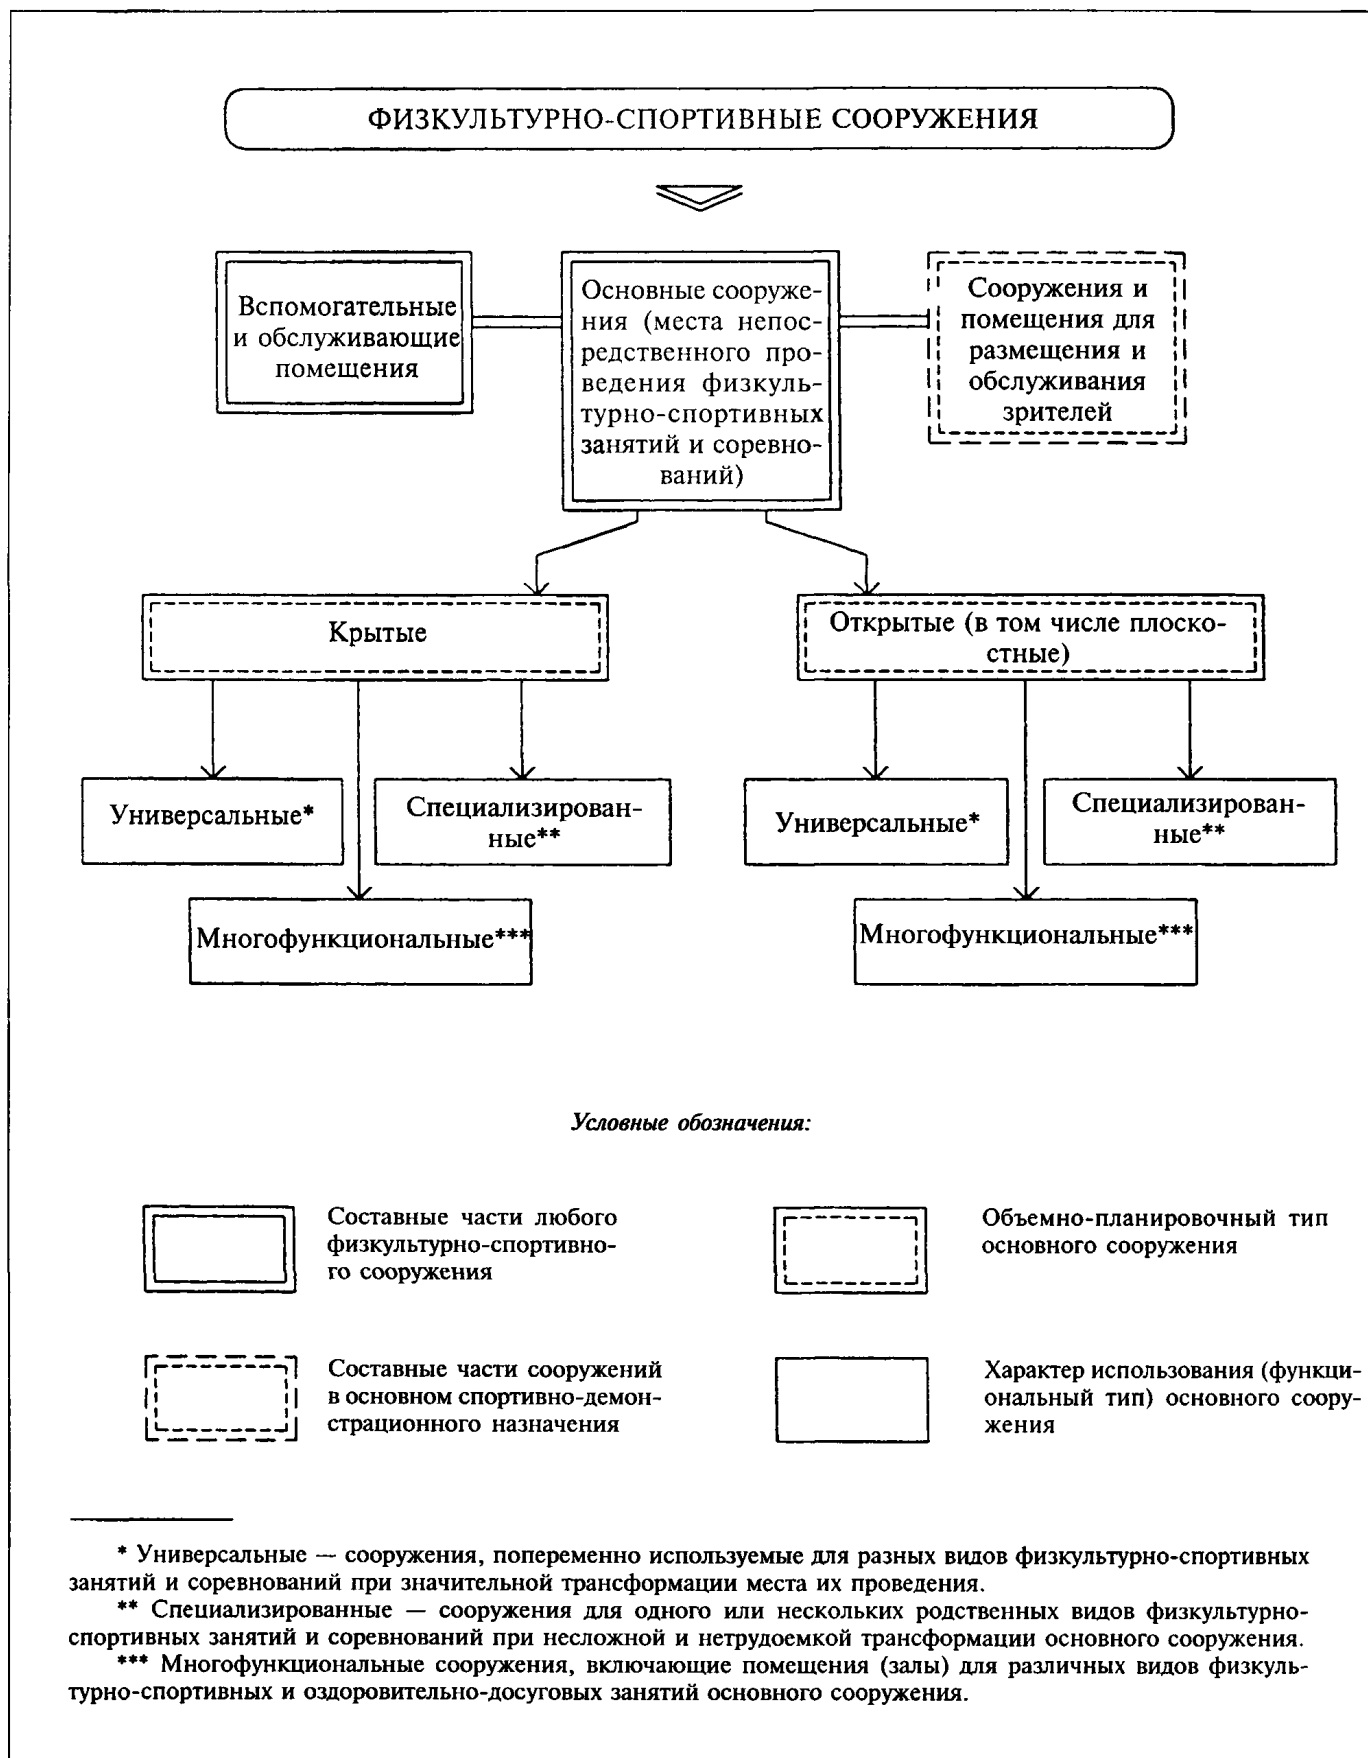 ФИЗКУЛЬТУРНО-СПОРТИВНЫЕ СООРУЖЕНИЯ
Вспомогательные
и обслуживающие
помещения
Основные сооруже-
ния (места непос-
редственного про-
ведения физкуль-
турно-спортивных
занятий и соревно-
ваний)
Сооружения и
помещения для
размещения и
обслуживания
зрителей
Крытые
Открытые (в том числе плоско-
стные)
Универсальные*
Специализирован-
ные**
Многофункциональные***
Универсальные*
Специализирован-
ные**
Многофункциональные***
Условные обозначения:
Составные части любого
физкультурно-спортивно-
го сооружения
Объемно-планировочный тип
основного сооружения
Составные части сооружений
в основном спортивно-демон-
страционного назначения
Характер использования (функци-
ональный тип) основного соору-
жения
* Универсальные — сооружения, попеременно используемые для разных видов физкультурно-спортивных
занятий и соревнований при значительной трансформации места их проведения.
** Специализированные — сооружения для одного или нескольких родственных видов физкультурно-
спортивных занятий и соревнований при несложной и нетрудоемкой трансформации основного сооружения.
*** Многофункциональные сооружения, включающие помещения (залы) для различных видов физкуль-
турно-спортивных и оздоровительно-досуговых занятий основного сооружения.